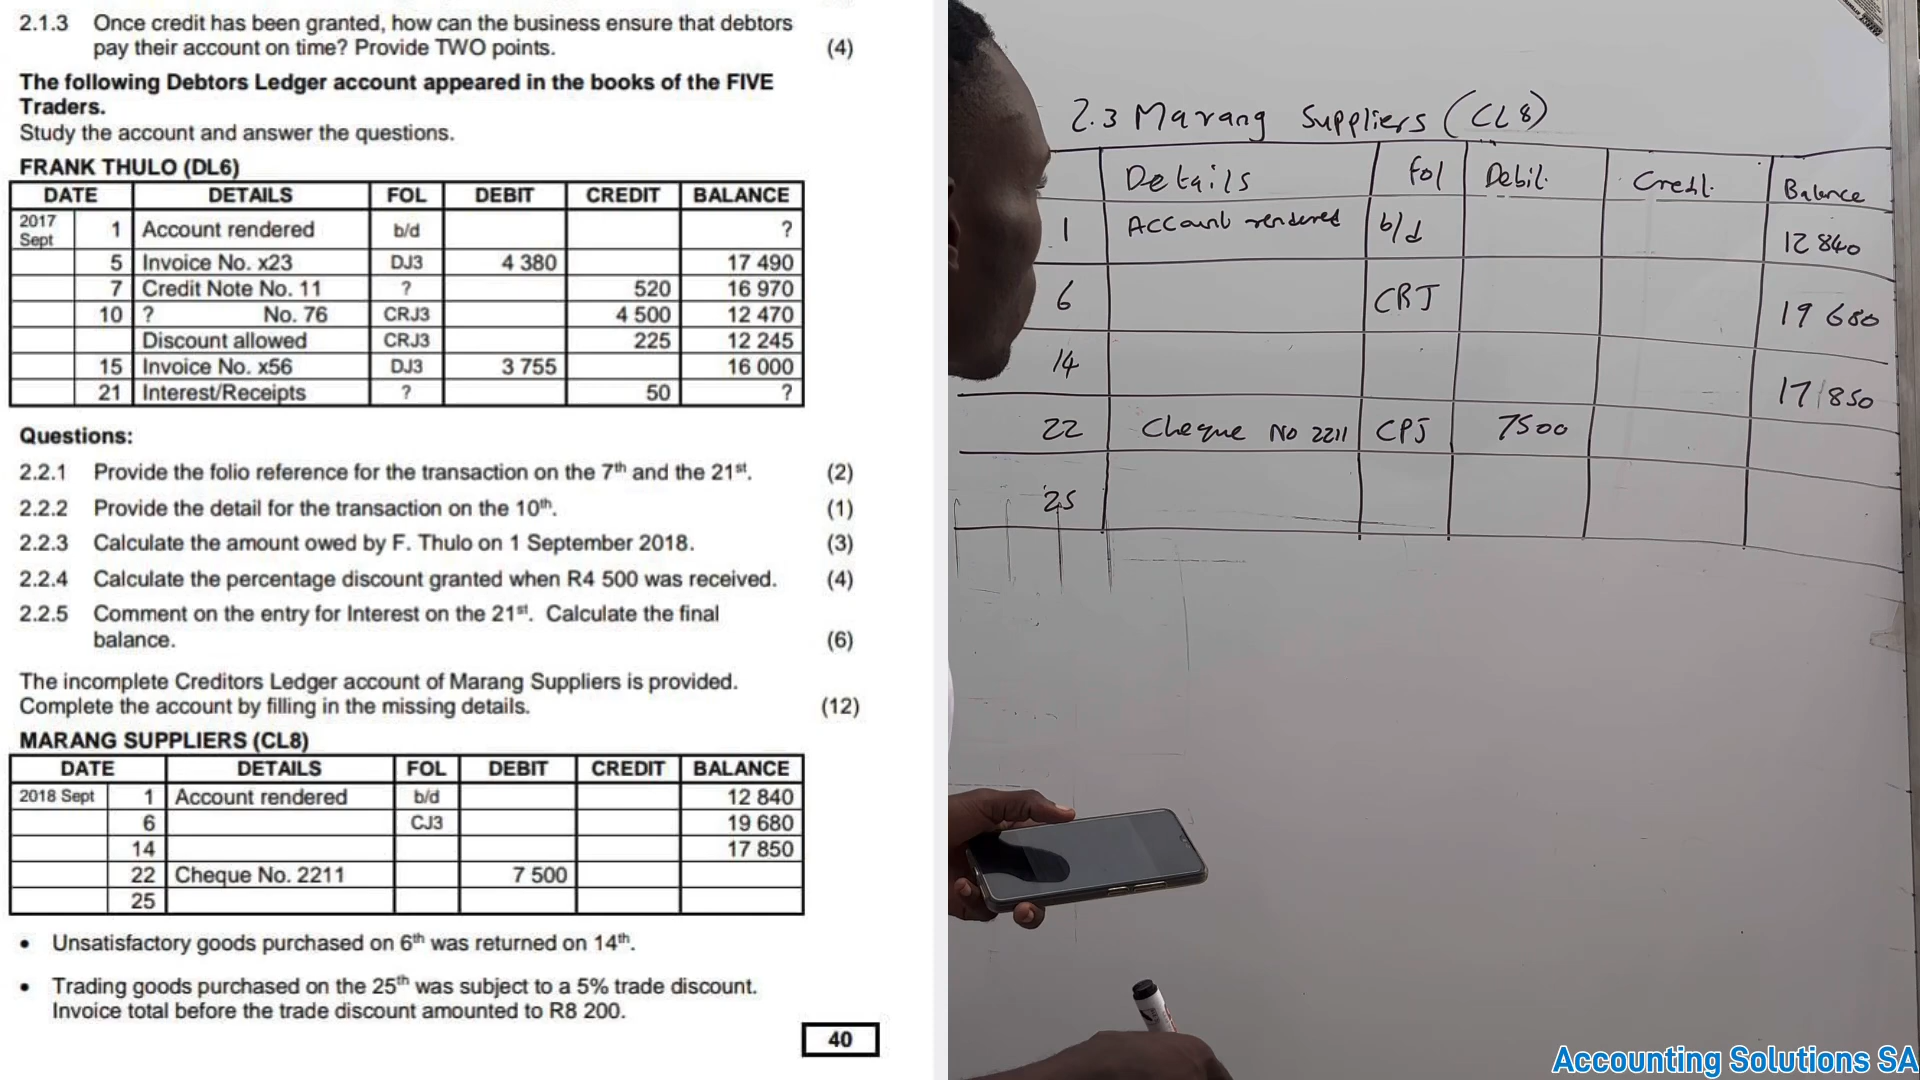 2.1.3 Once credit has been granted, how can the business ensure that debtors
pay their account on time? Provide TWO points. (4)
The following Debtors Ledger account appeared in the books of the FIVE
Traders.
Study the account and answer the questions.
FRANK THULO (DL6)
DATE DETAILS FOL DEBIT CREDIT BALANCE
2017 Sept 1 Account rendered b/d ?
5 Invoice No. x23 DJ3 4 380 17 490
7 Credit Note No. 11 ? 520 16 970
10 ? No. 76 CRJ3 4 500 12 470
Discount allowed CRJ3 225 12 245
15 Invoice No. x56 DJ3 3 755 16 000
21 Interest/Receipts ? 50 ?
Questions:
2.2.1 Provide the folio reference for the transaction on the 7th and the 21st. (2)
2.2.2 Provide the detail for the transaction on the 10th. (1)
2.2.3 Calculate the amount owed by F. Thulo on 1 September 2018. (3)
2.2.4 Calculate the percentage discount granted when R4 500 was received. (4)
2.2.5 Comment on the entry for Interest on the 21st. Calculate the final
balance. (6)
The incomplete Creditors Ledger account of Marang Suppliers is provided.
Complete the account by filling in the missing details. (12)
MARANG SUPPLIERS (CL8)
DATE DETAILS FOL DEBIT CREDIT BALANCE
2018 Sept 1 Account rendered b/d 12 840
6 CJ3 19 680
14 17 850
22 Cheque No. 2211 7 500
25
• Unsatisfactory goods purchased on 6th was returned on 14th.
• Trading goods purchased on the 25th was subject to a 5% trade discount.
Invoice total before the trade discount amounted to R8 200.
40
2.3 Marang Suppliers (CL8)
Details Fol Debit. Credit. Balance
1 Account rendered b/d 12 840
6 CRJ 19 680
14 17 850
22 Cheque No 2211 CPJ 7500
25
Accounting Solutions SA